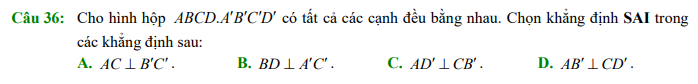 Câu 36: Cho hình hộp ABCD.A'B'C'D' có tất cả các cạnh đều bằng nhau. Chọn khẳng định SAI trong
các khẳng định sau:
A. AC ⊥ B'C'. B. BD ⊥ A'C'. C. AD' ⊥ CB'. D. AB' ⊥ CD'.